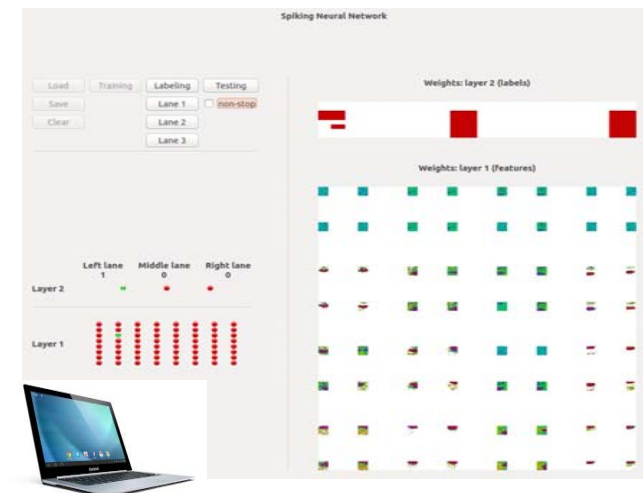 Spiking Neural Network
Load Training Labeling Testing
Save Lane 1 non-stop
Clear Lane 2
Lane 3
Weights: layer 2 (labels)
Weights: layer 1 (features)
Left lane Middle lane Right lane
1 0 0
Layer 2
Layer 1